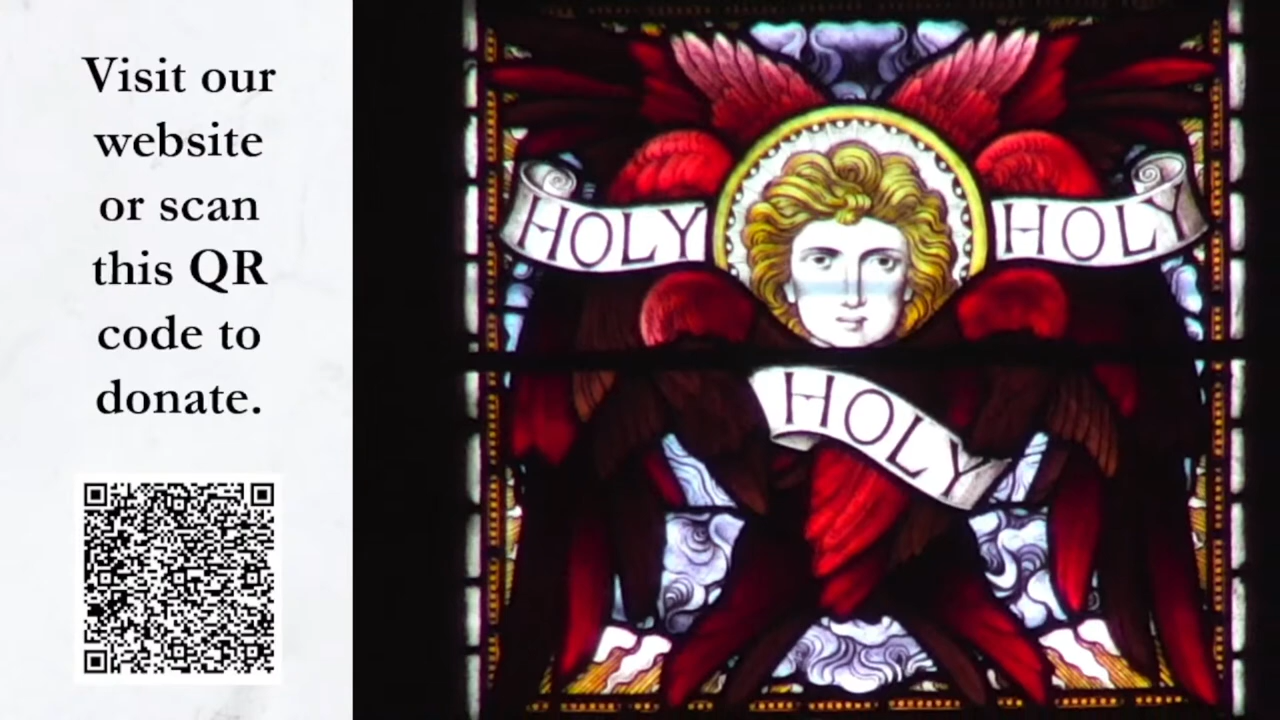 Visit our
website
or scan
this QR
code to
donate.
HOLY
HOLY
HOLY